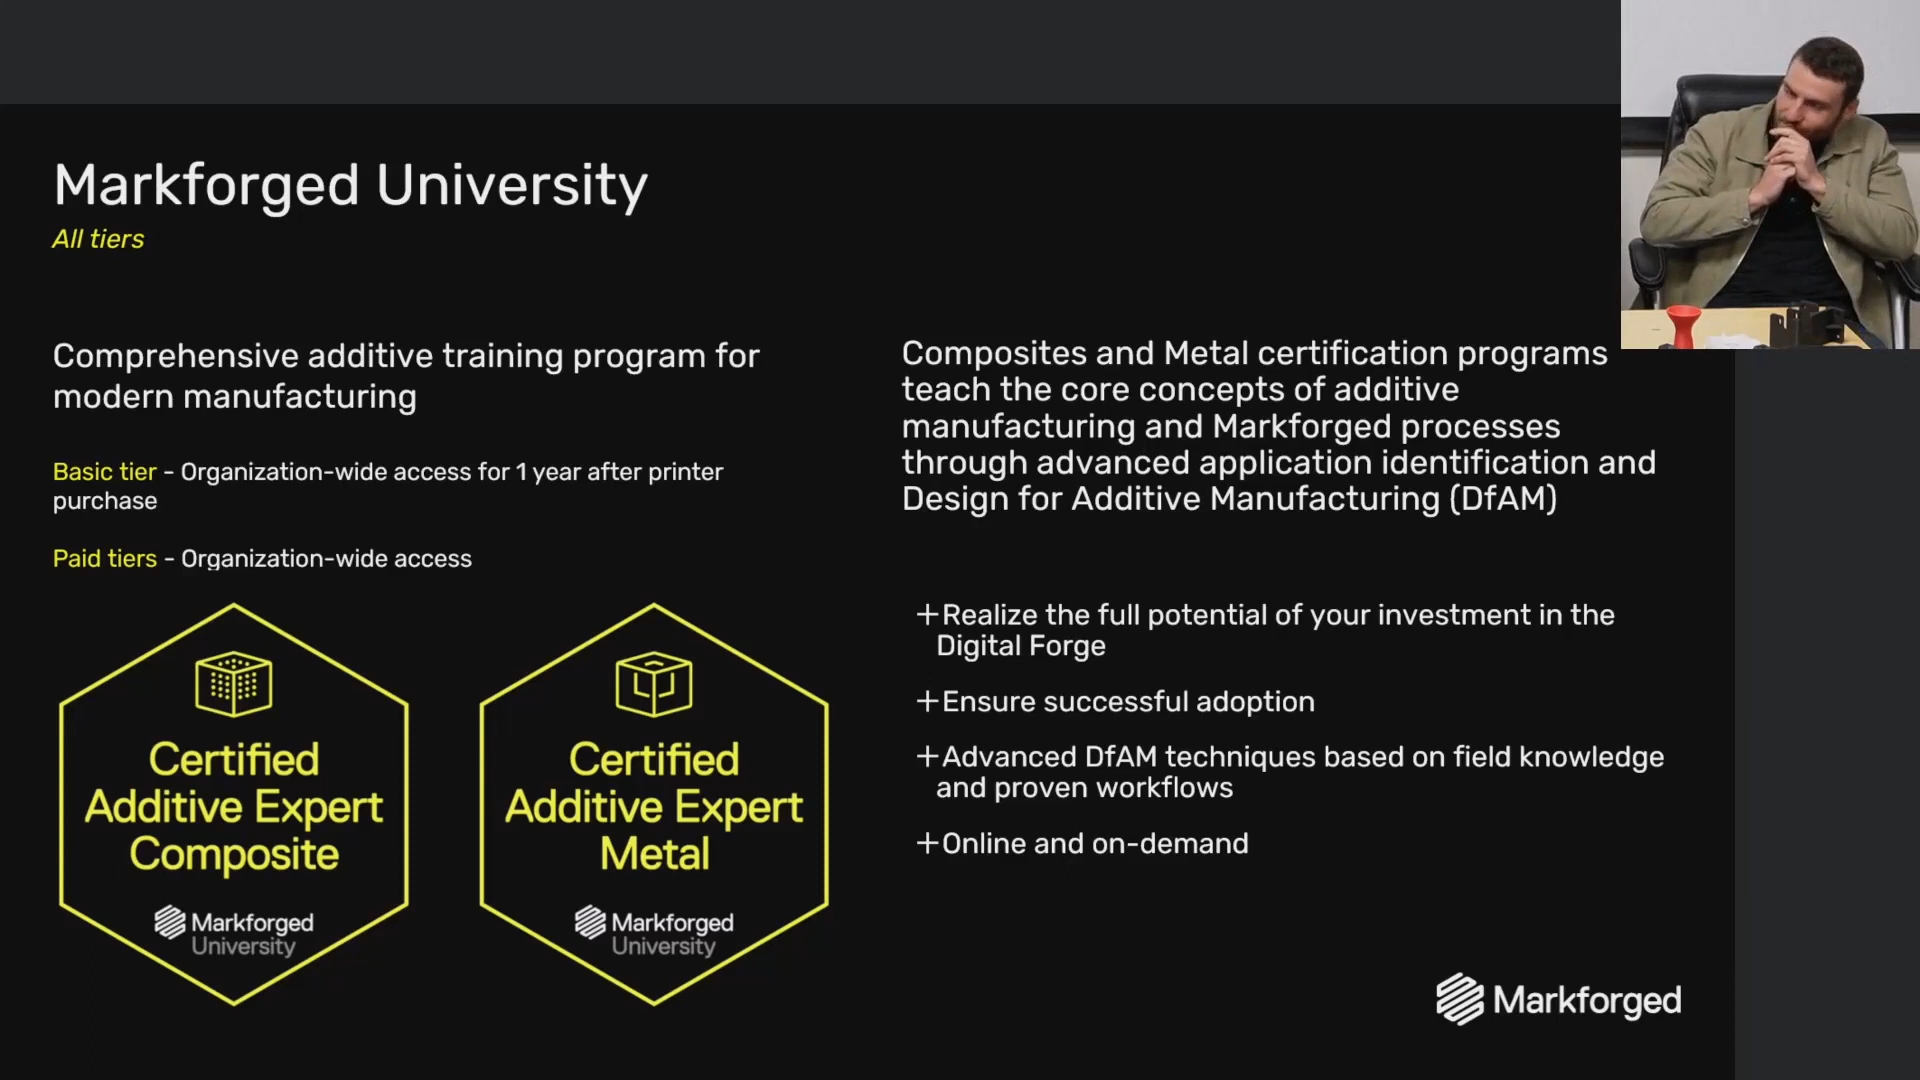 Markforged University
All tiers
Comprehensive additive training program for
modern manufacturing
Basic tier - Organization-wide access for 1 year after printer
purchase
Paid tiers - Organization-wide access
Certified
Additive Expert
Composite
Markforged
University
Certified
Additive Expert
Metal
Markforged
University
Composites and Metal certification programs
teach the core concepts of additive
manufacturing and Markforged processes
through advanced application identification and
Design for Additive Manufacturing (DfAM)
+Realize the full potential of your investment in the
Digital Forge
+Ensure successful adoption
+Advanced DfAM techniques based on field knowledge
and proven workflows
+Online and on-demand
Markforged